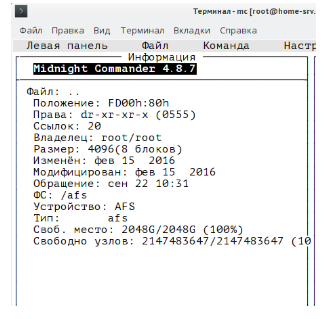 Терминал - mc [root@home-srv.
Файл Правка Вид Терминал Вкладки Справка
Левая панель Файл Команда Настр
Информация
Midnight Commander 4.8.7
Файл: ..
Положение: FD00h:80h
Права: dr-xr-xr-x (0555)
Ссылок: 20
Владелец: root/root
Размер: 4096(8 блоков)
Изменён: фев 15 2016
Модифицирован: фев 15 2016
Обращение: сен 22 10:31
ФС: /afs
Устройство: AFS
Тип: afs
Своб. место: 2048G/2048G (100%)
Свободно узлов: 2147483647/2147483647 (10